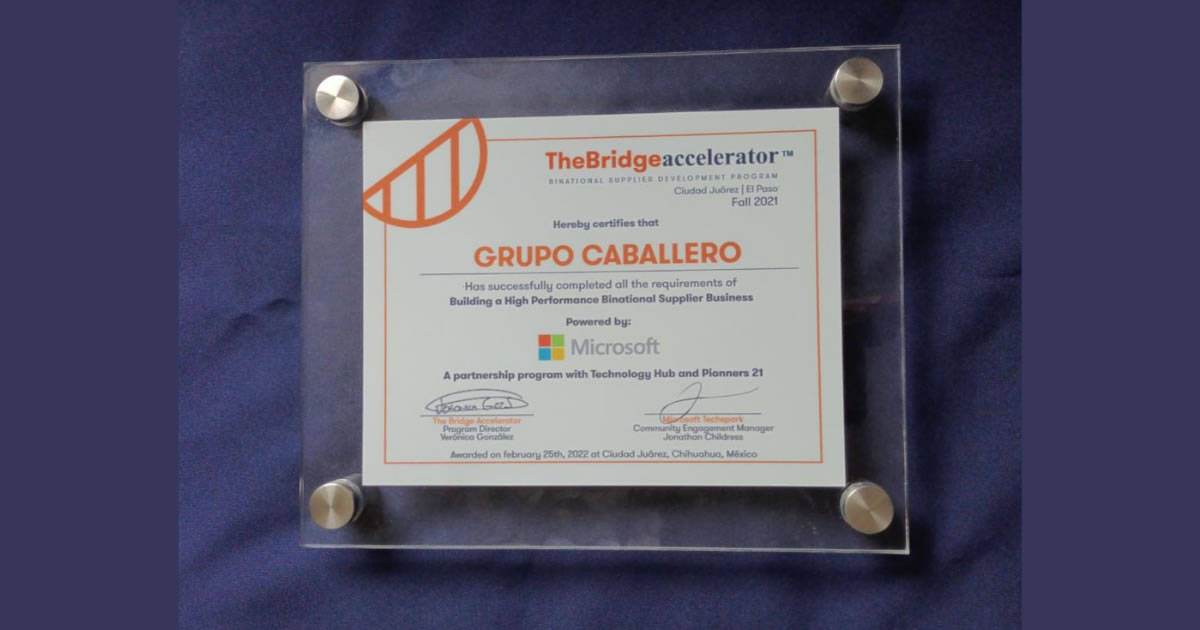 TheBridgeaccelerator™
BINATIONAL SUPPLIER DEVELOPMENT PROGRAM
Ciudad Juárez | El Paso
Fall 2021
Hereby certifies that
GRUPO CABALLERO
Has successfully completed all the requirements of
Building a High Performance Binational Supplier Business
Powered by:
Microsoft
A partnership program with Technology Hub and Pionners 21
The Bridge Accelerator
Program Director
Verónica González
Microsoft Techspark
Community Engagement Manager
Jonathan Childress
Awarded on february 25th, 2022 at Ciudad Juárez, Chihuahua, México